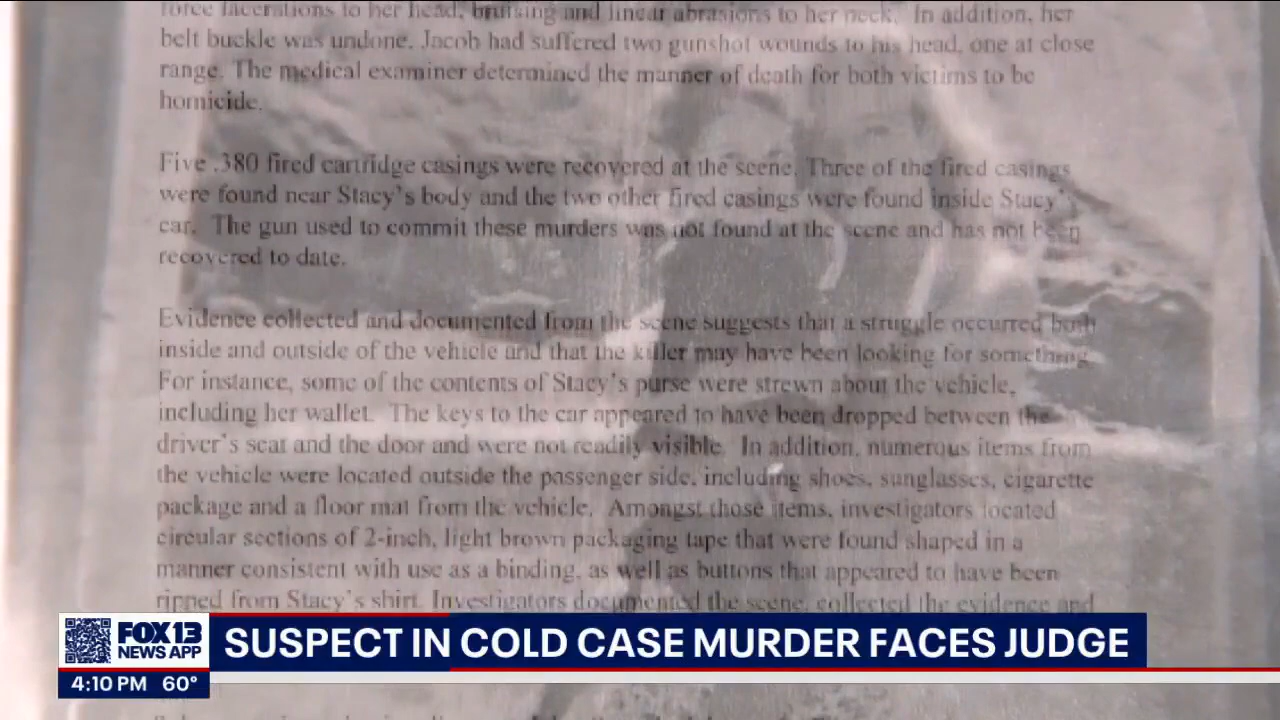 force lacerations to her head, bruising and linear abrasions to her neck. In addition, her
belt buckle was undone. Jacob had suffered two gunshot wounds to his head, one at close
range. The medical examiner determined the manner of death for both victims to be
homicide.
Five .380 fired cartridge casings were recovered at the scene. Three of the fired casings
were found near Stacy's body and the two other fired casings were found inside Stacy's
car. The gun used to commit these murders was not found at the scene and has not been
recovered to date.
Evidence collected and documented from the scene suggests that a struggle occurred both
inside and outside of the vehicle and that the killer may have been looking for something.
For instance, some of the contents of Stacy's purse were strewn about the vehicle,
including her wallet. The keys to the car appeared to have been dropped between the
driver's seat and the door and were not readily visible. In addition, numerous items from
the vehicle were located outside the passenger side, including shoes, sunglasses, cigarette
package and a floor mat from the vehicle. Amongst those items, investigators located
circular sections of 2-inch, light brown packaging tape that were found shaped in a
manner consistent with use as a binding, as well as buttons that appeared to have been
ripped from Stacy's shirt. Investigators documented the scene, collected the evidence and
FOX 13
NEWS APP
SUSPECT IN COLD CASE MURDER FACES JUDGE
4:10 PM 60°